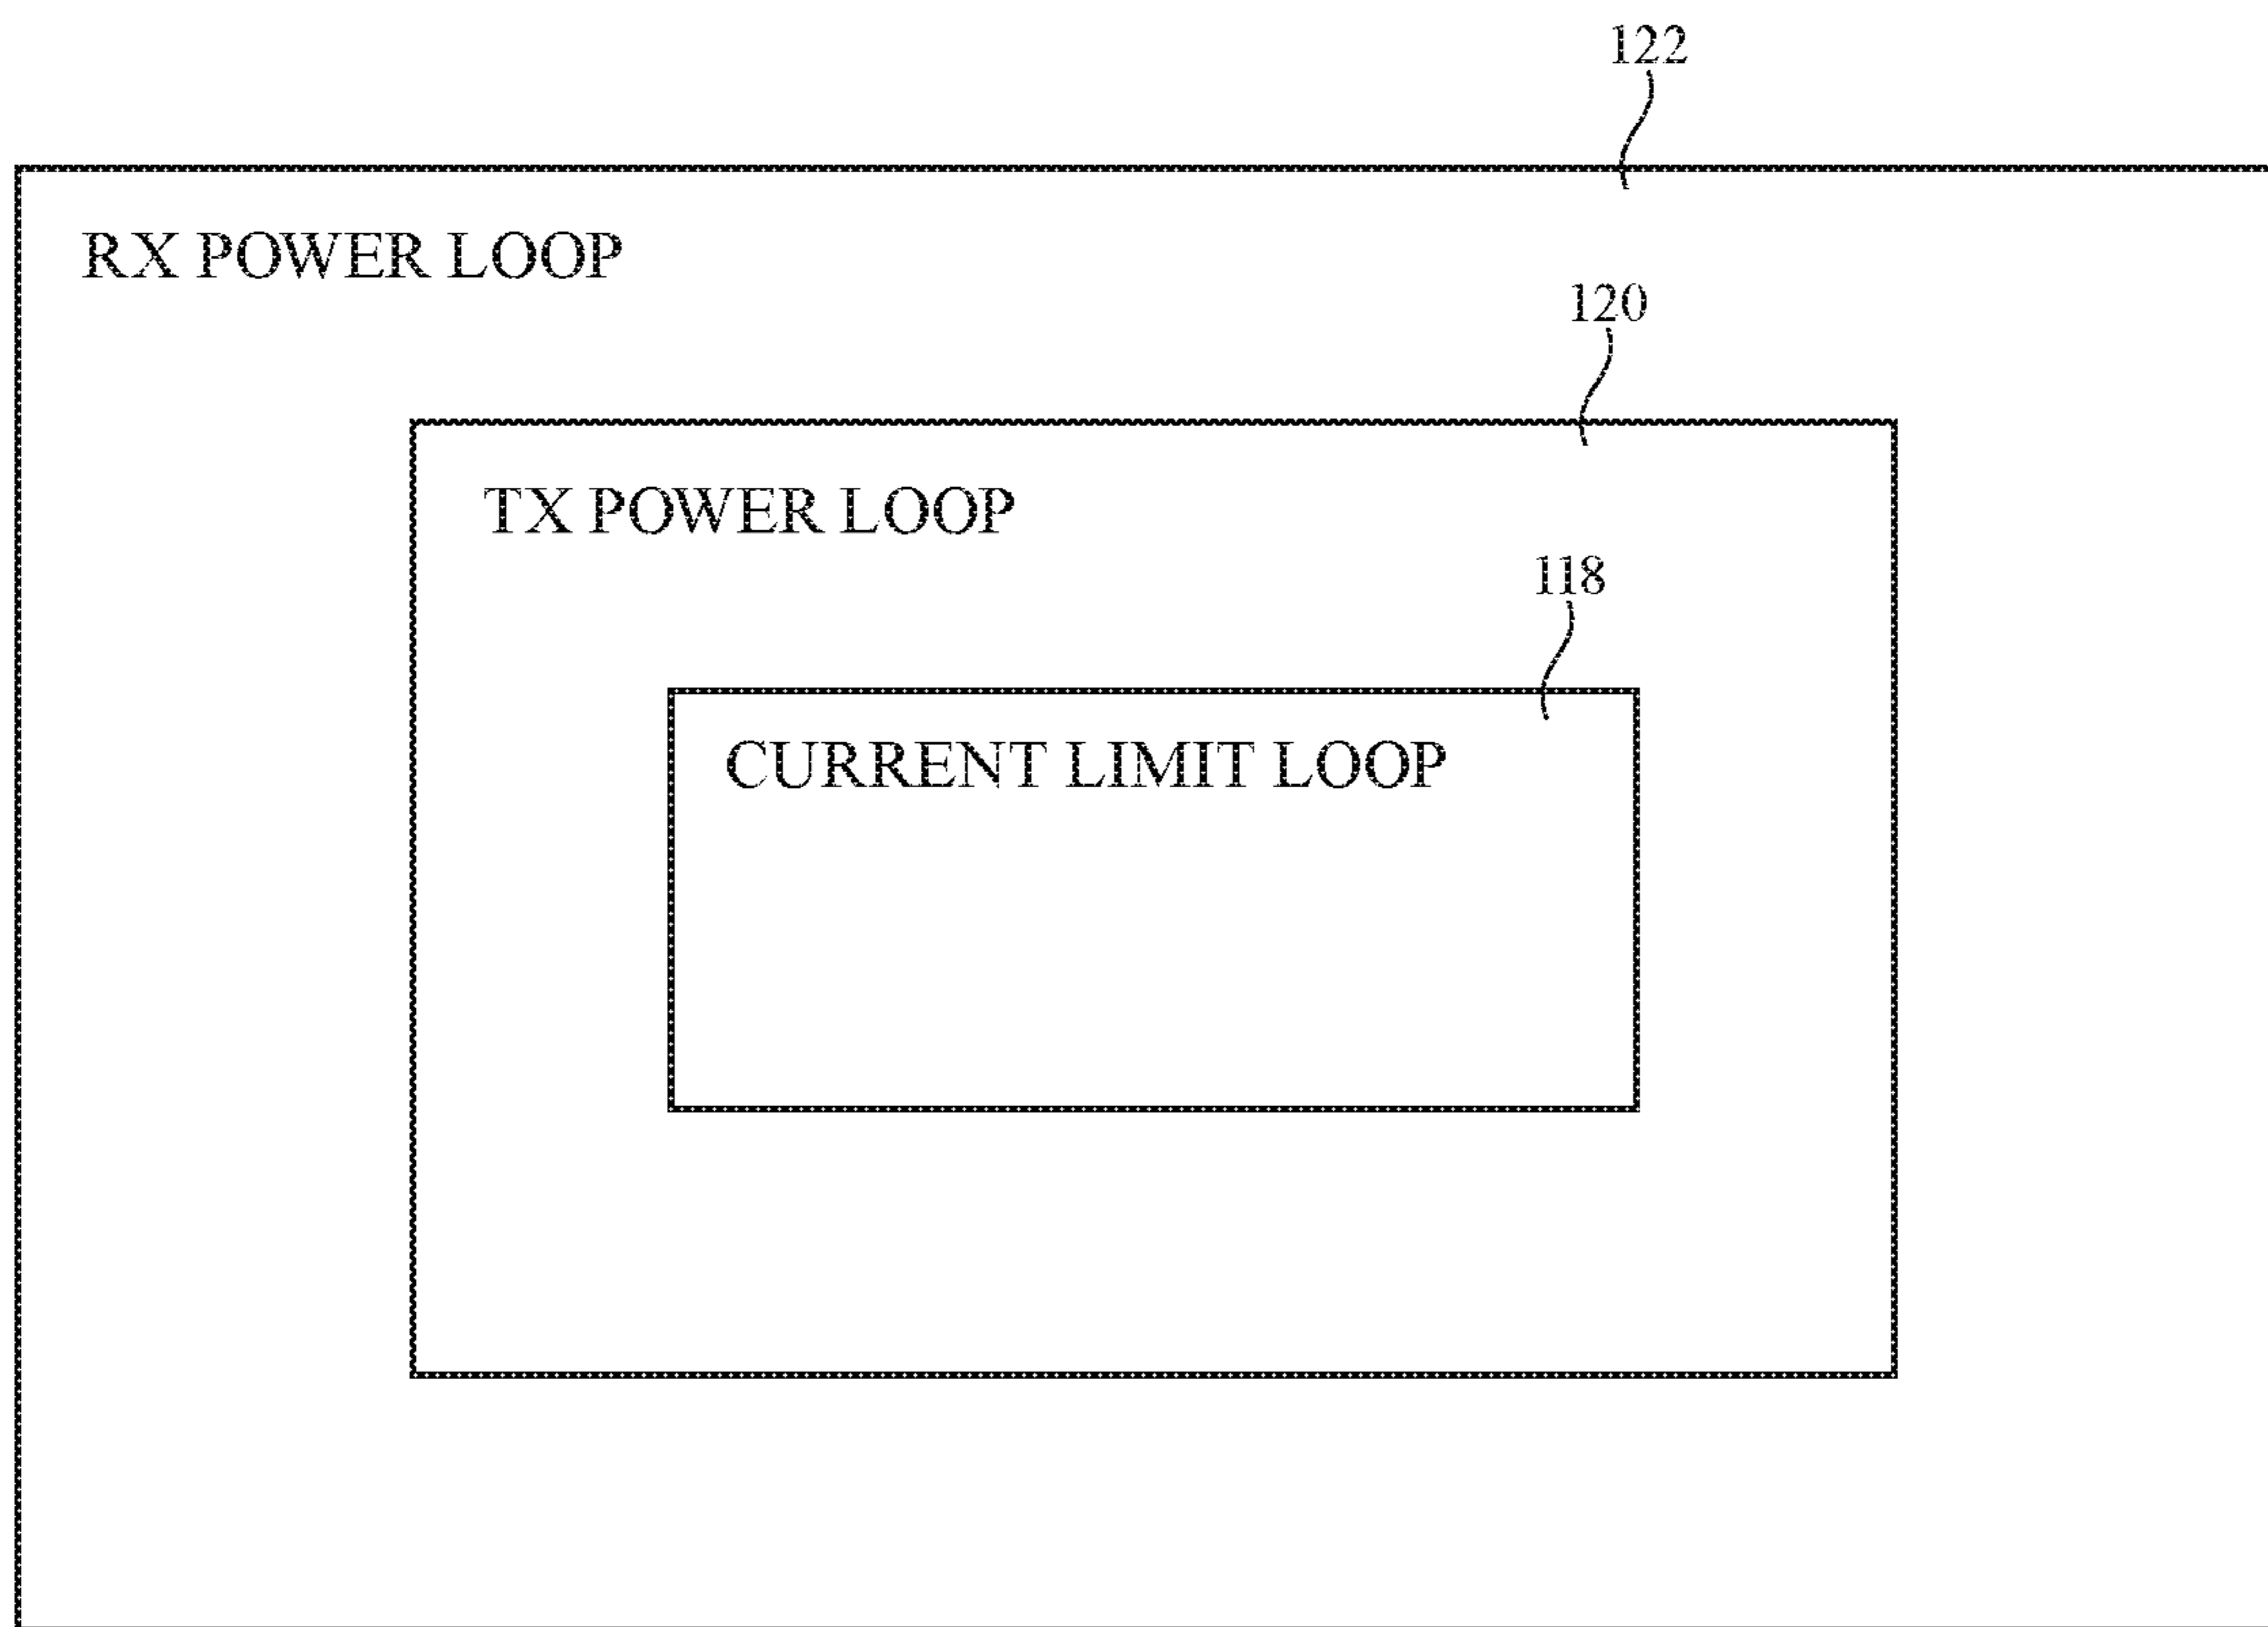 122
RX POWER LOOP
120
TX POWER LOOP
118
CURRENT LIMIT LOOP